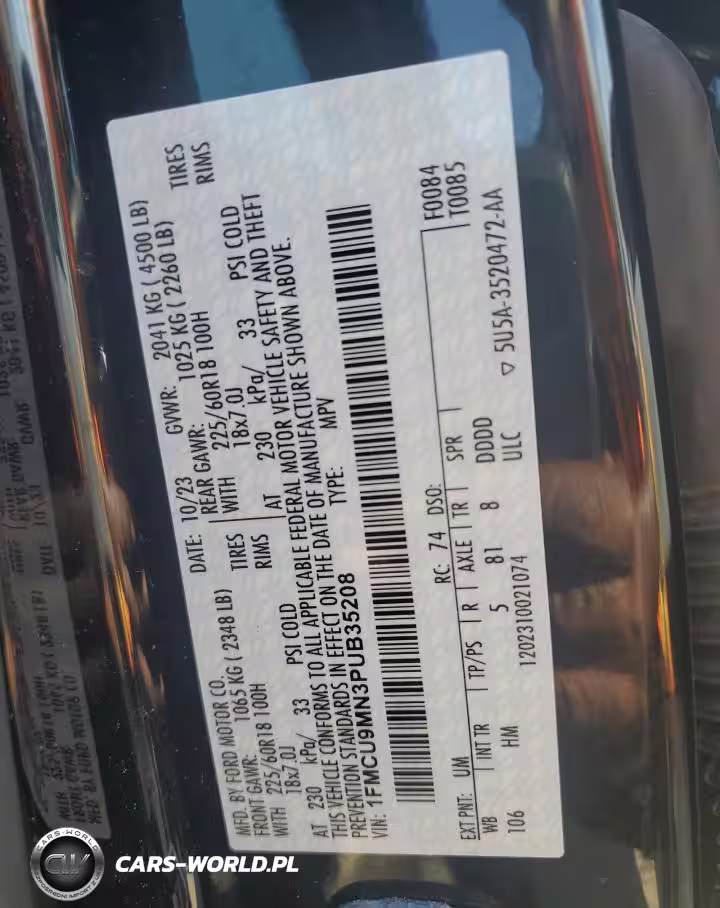 MFD. BY FORD MOTOR CO.
DATE: 10/23 GVWR: 2041 KG ( 4500 LB)
FRONT GAWR: 1065 KG ( 2348 LB)
REAR GAWR: 1025 KG ( 2260 LB)
WITH 225/60R18 100H TIRES
WITH 225/60R18 100H TIRES
18x7.0J RIMS
18x7.0J RIMS
AT 230 kPa/ 33 PSI COLD
AT 230 kPa/ 33 PSI COLD
THIS VEHICLE CONFORMS TO ALL APPLICABLE FEDERAL MOTOR VEHICLE SAFETY AND THEFT
PREVENTION STANDARDS IN EFFECT ON THE DATE OF MANUFACTURE SHOWN ABOVE.
VIN: 1FMCU9MN3PUB35208 TYPE: MPV
F0084
T0085
EXT PNT: UM RC: 74 DSO:
WB INT TR TP/PS R AXLE TR SPR
106 HM 5 81 8 DDDD
1202310021074 ULC
▽ 5U5A-3520472-AA
CARS-WORLD.PL
CARS-WORLD
CW